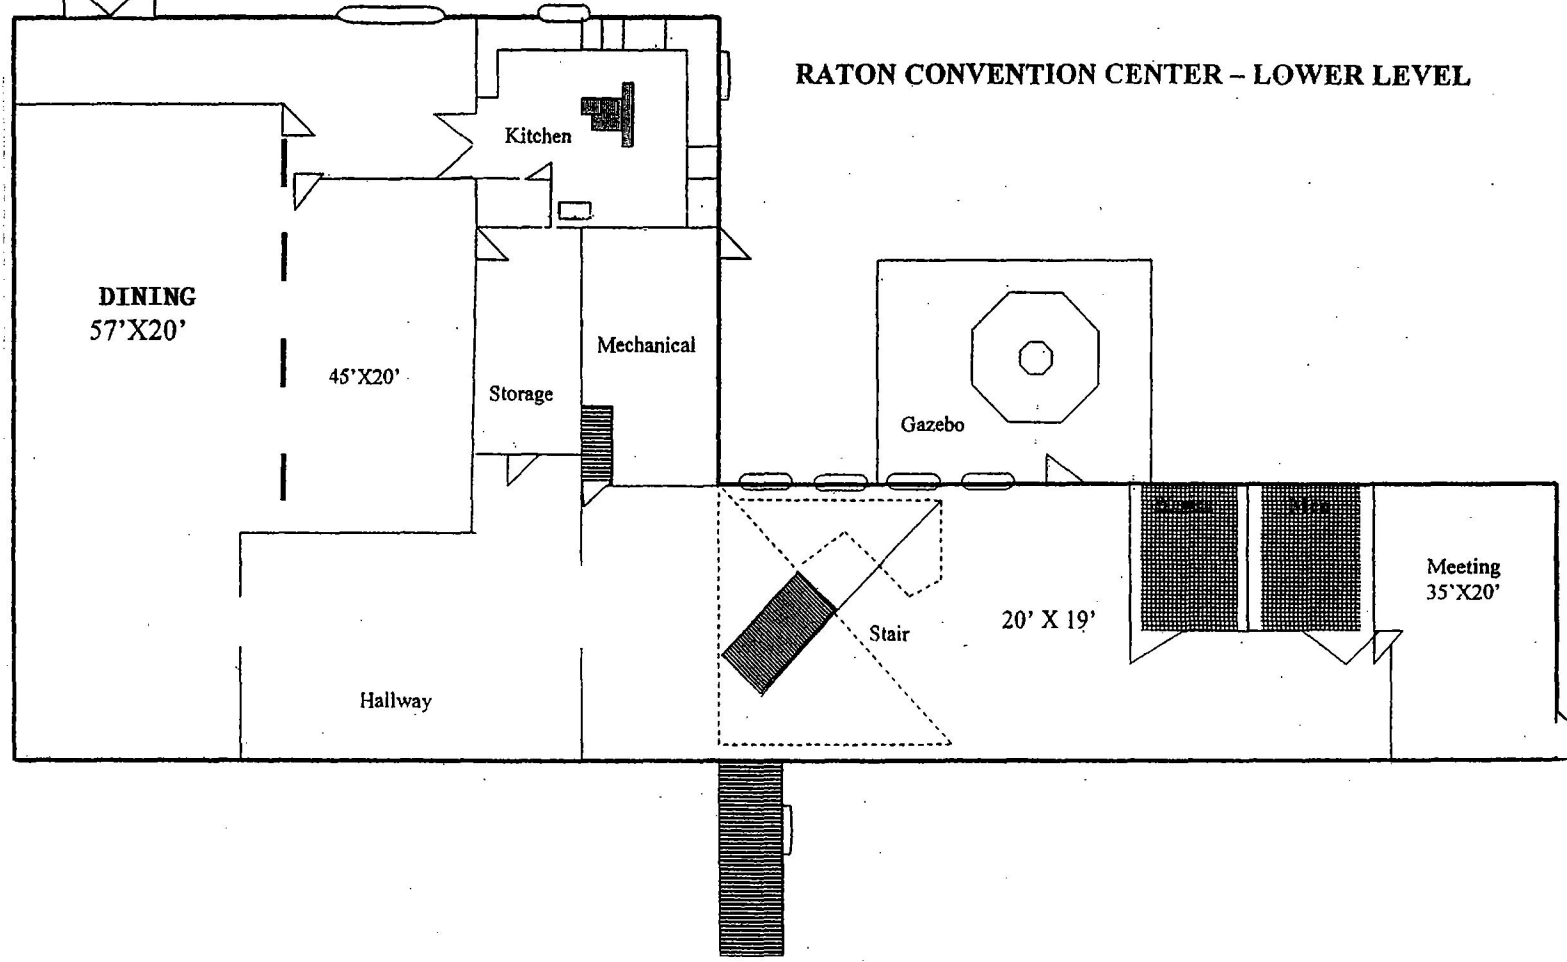 RATON CONVENTION CENTER – LOWER LEVEL
Kitchen
DINING
57'X20'
45'X20'
Storage
Mechanical
Gazebo
Men
Meeting
35'X20'
20' X 19'
Stair
Hallway